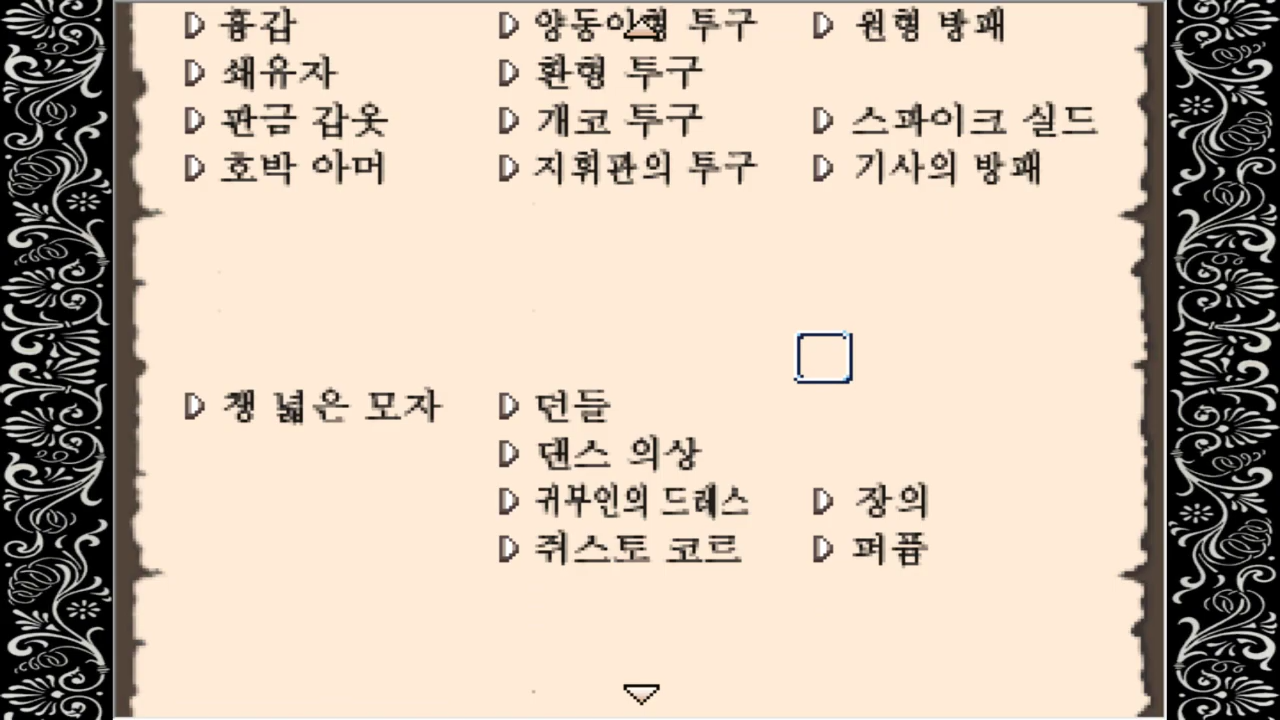 흉갑 양동이형 투구 원형 방패
쇄유자 환형 투구
판금 갑옷 개코 투구 스파이크 실드
호박 아머 지휘관의 투구 기사의 방패
챙 넓은 모자 던들
댄스 의상
귀부인의 드레스 장의
쥐스토 코르 퍼퓸